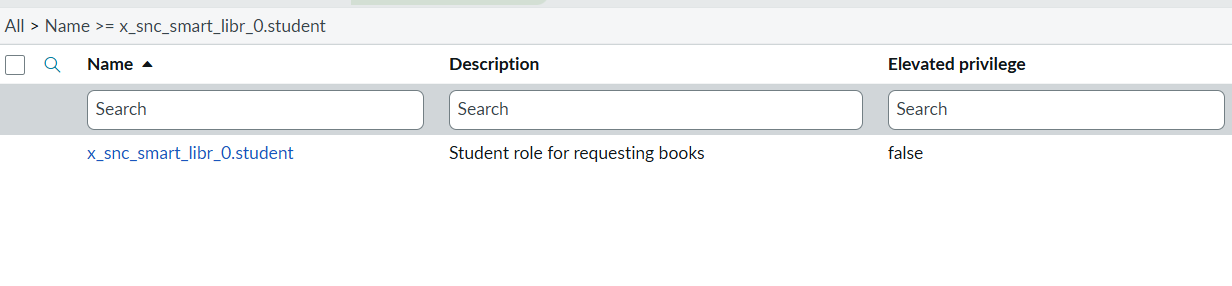 All > Name >= x_snc_smart_libr_0.student
Name Description Elevated privilege
Search Search Search
x_snc_smart_libr_0.student Student role for requesting books false